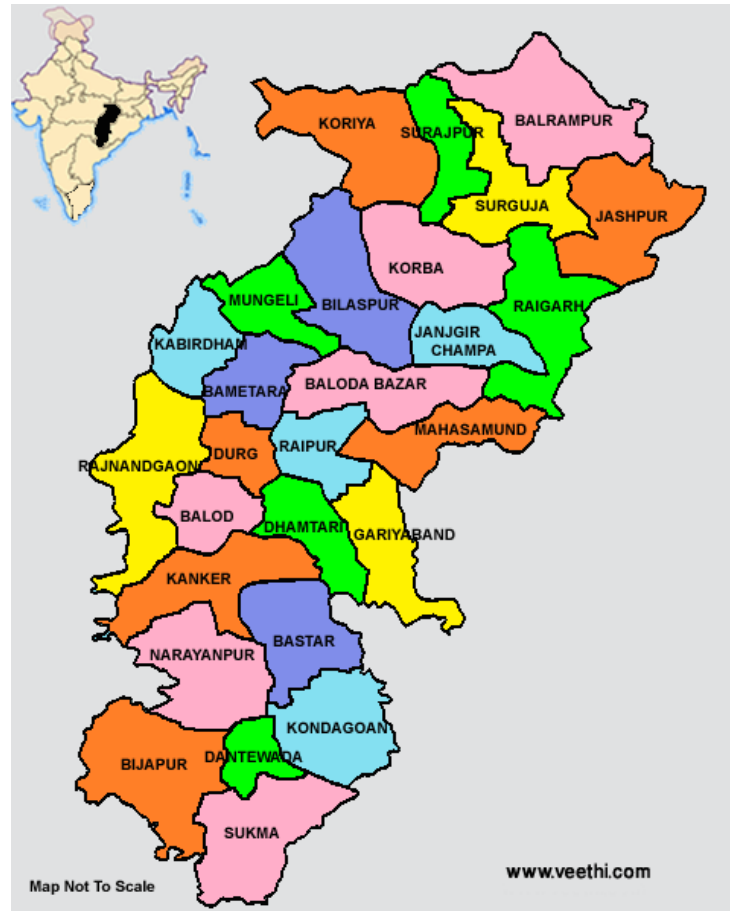 BALRAMPUR
KORIYA
SURAJPUR
SURGUJA
JASHPUR
KORBA
MUNGELI
BILASPUR
RAIGARH
KABIRDHAM
JANJGIR
CHAMPA
BAMETARA
BALODA BAZAR
MAHASAMUND
RAJNANDGAON
DURG
RAIPUR
BALOD
DHAMTARI
GARIYABAND
KANKER
BASTAR
NARAYANPUR
KONDAGOAN
DANTEWADA
BIJAPUR
SUKMA
www.veethi.com
Map Not To Scale